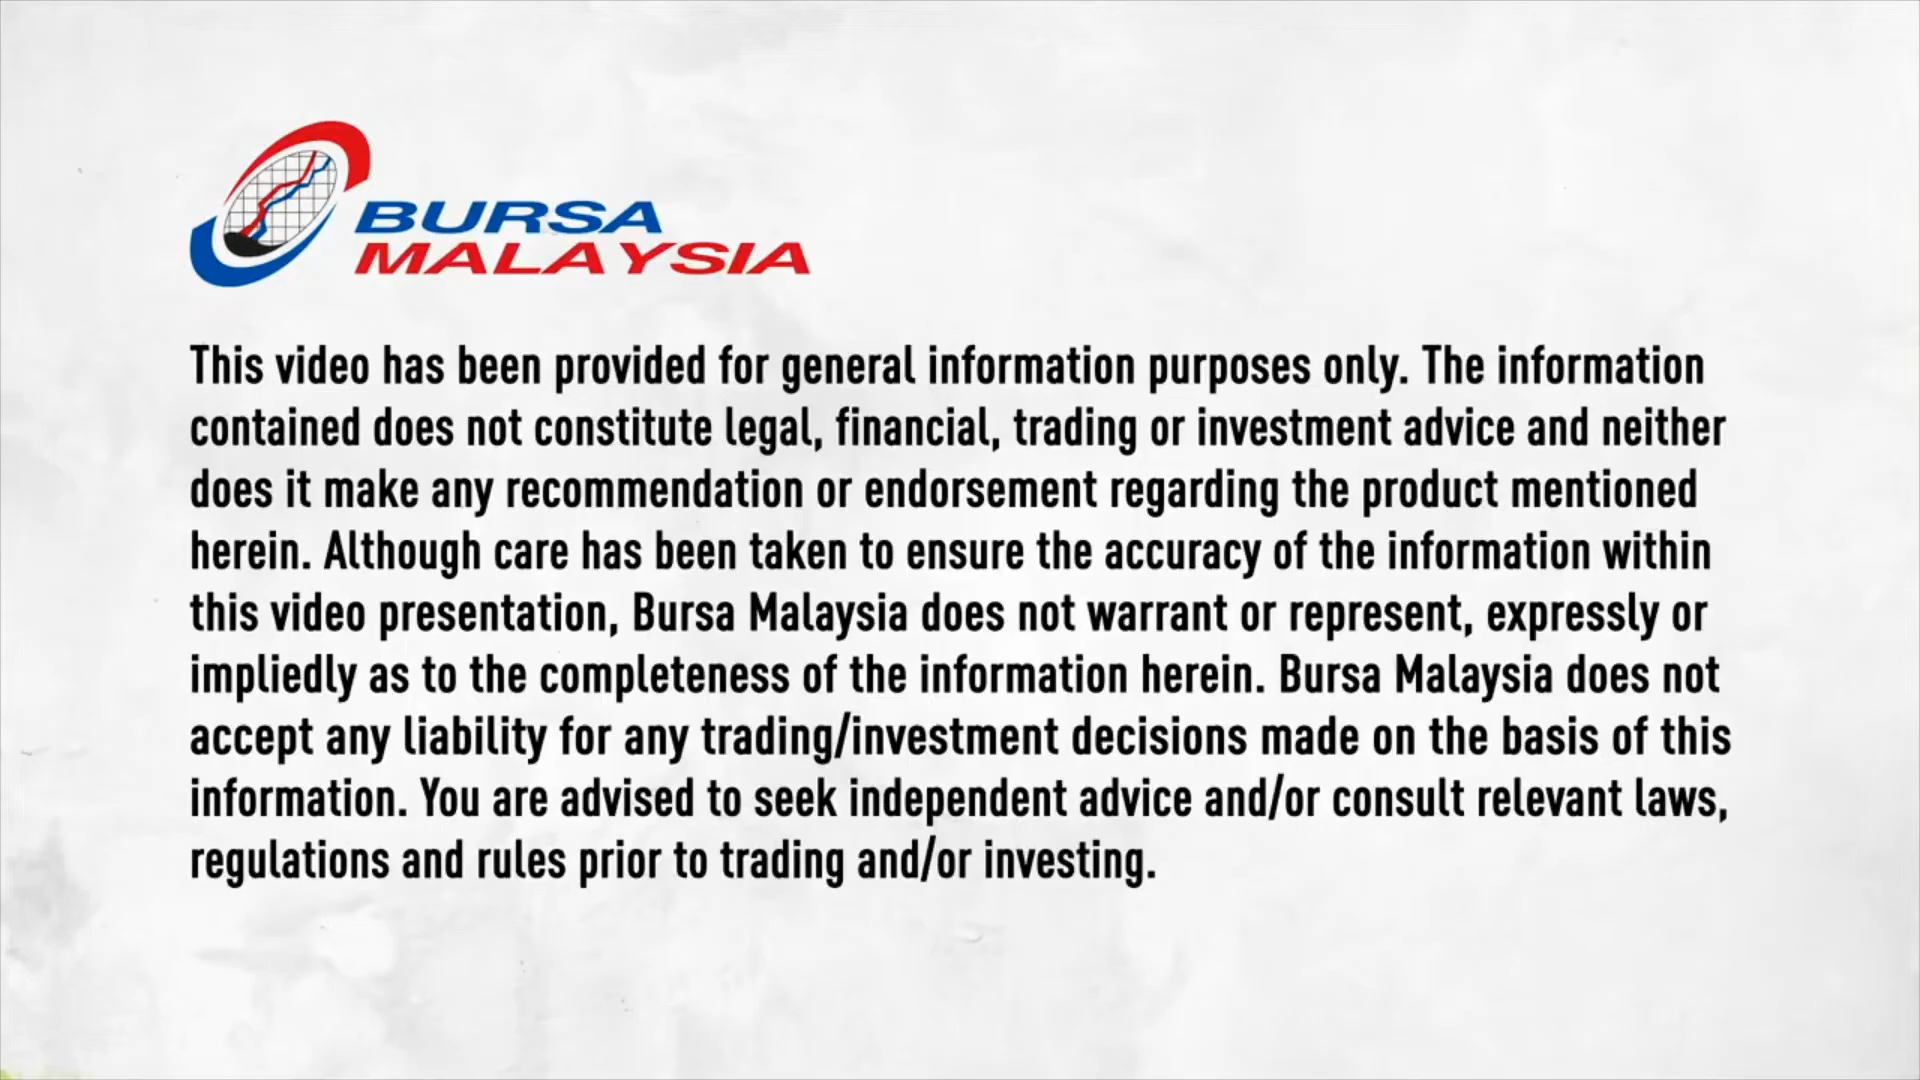 BURSA
MALAYSIA
This video has been provided for general information purposes only. The information
contained does not constitute legal, financial, trading or investment advice and neither
does it make any recommendation or endorsement regarding the product mentioned
herein. Although care has been taken to ensure the accuracy of the information within
this video presentation, Bursa Malaysia does not warrant or represent, expressly or
impliedly as to the completeness of the information herein. Bursa Malaysia does not
accept any liability for any trading/investment decisions made on the basis of this
information. You are advised to seek independent advice and/or consult relevant laws,
regulations and rules prior to trading and/or investing.